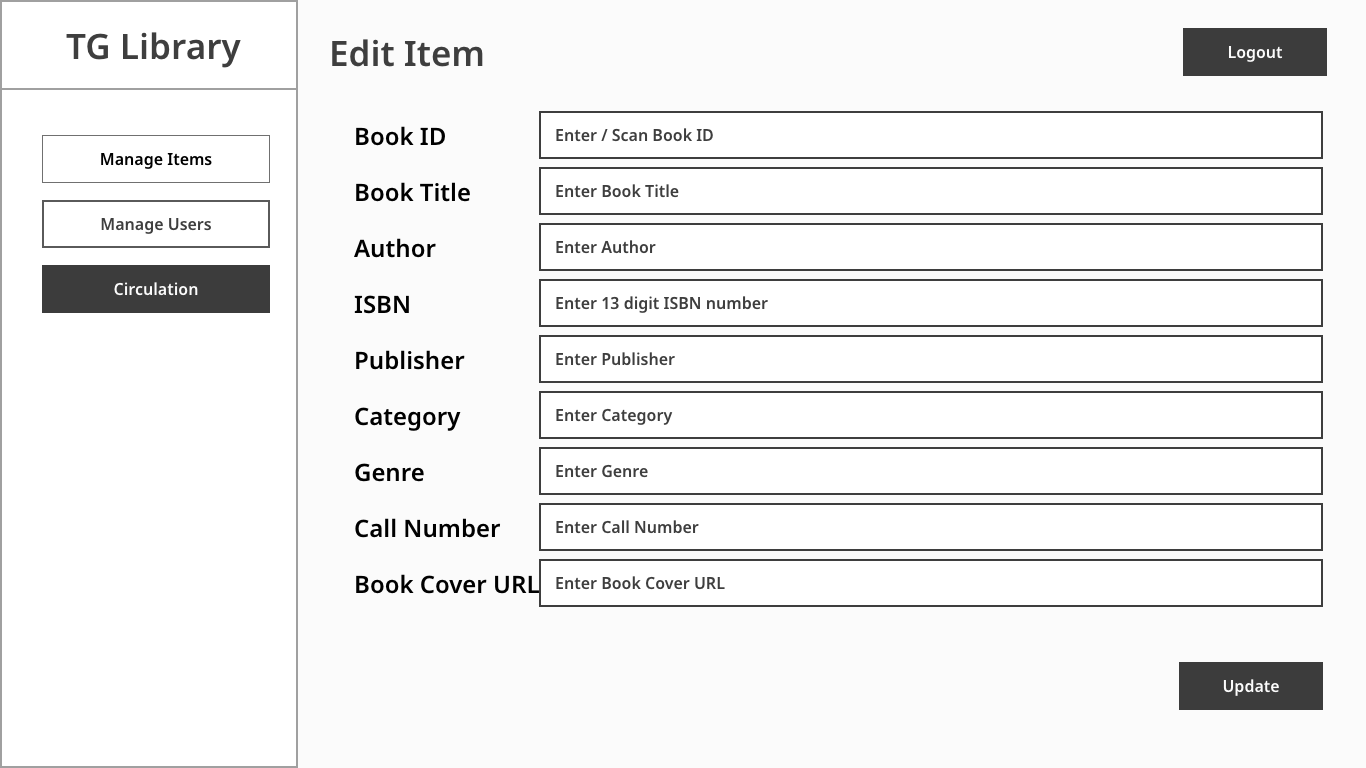 TG Library
Edit Item
Logout
Manage Items
Manage Users
Circulation
Book ID
Enter / Scan Book ID
Book Title
Enter Book Title
Author
Enter Author
ISBN
Enter 13 digit ISBN number
Publisher
Enter Publisher
Category
Enter Category
Genre
Enter Genre
Call Number
Enter Call Number
Book Cover URL
Enter Book Cover URL
Update